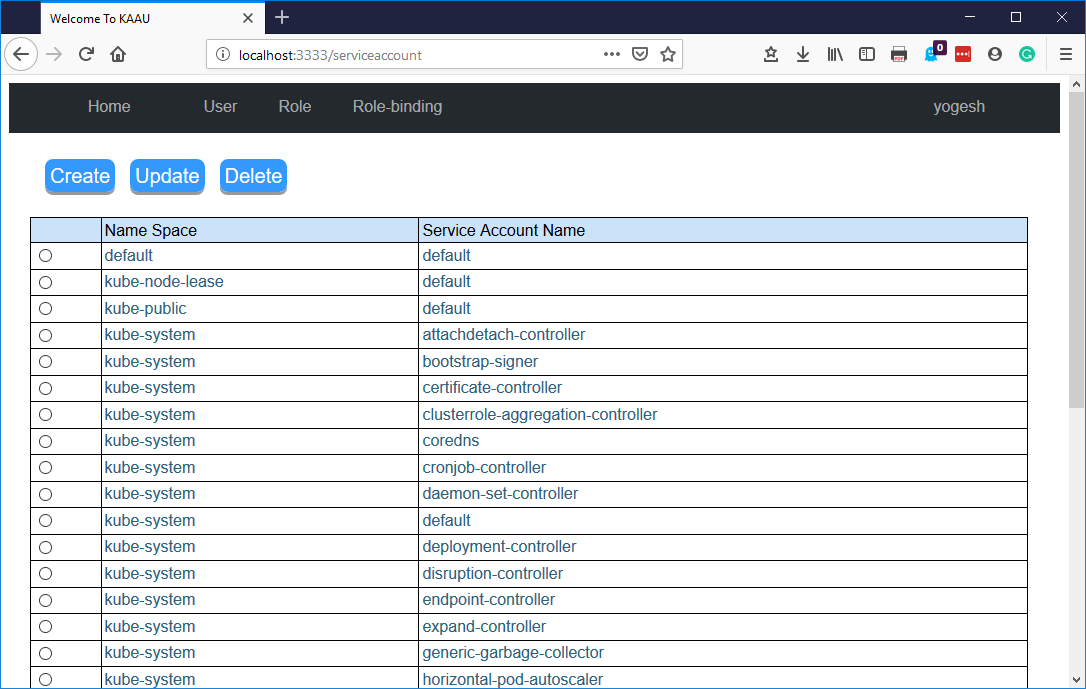 Welcome To KAAU
localhost:3333/serviceaccount
0
Home User Role Role-binding yogesh
Create Update Delete
Name Space Service Account Name
default default
kube-node-lease default
kube-public default
kube-system attachdetach-controller
kube-system bootstrap-signer
kube-system certificate-controller
kube-system clusterrole-aggregation-controller
kube-system coredns
kube-system cronjob-controller
kube-system daemon-set-controller
kube-system default
kube-system deployment-controller
kube-system disruption-controller
kube-system endpoint-controller
kube-system expand-controller
kube-system generic-garbage-collector
kube-system horizontal-pod-autoscaler